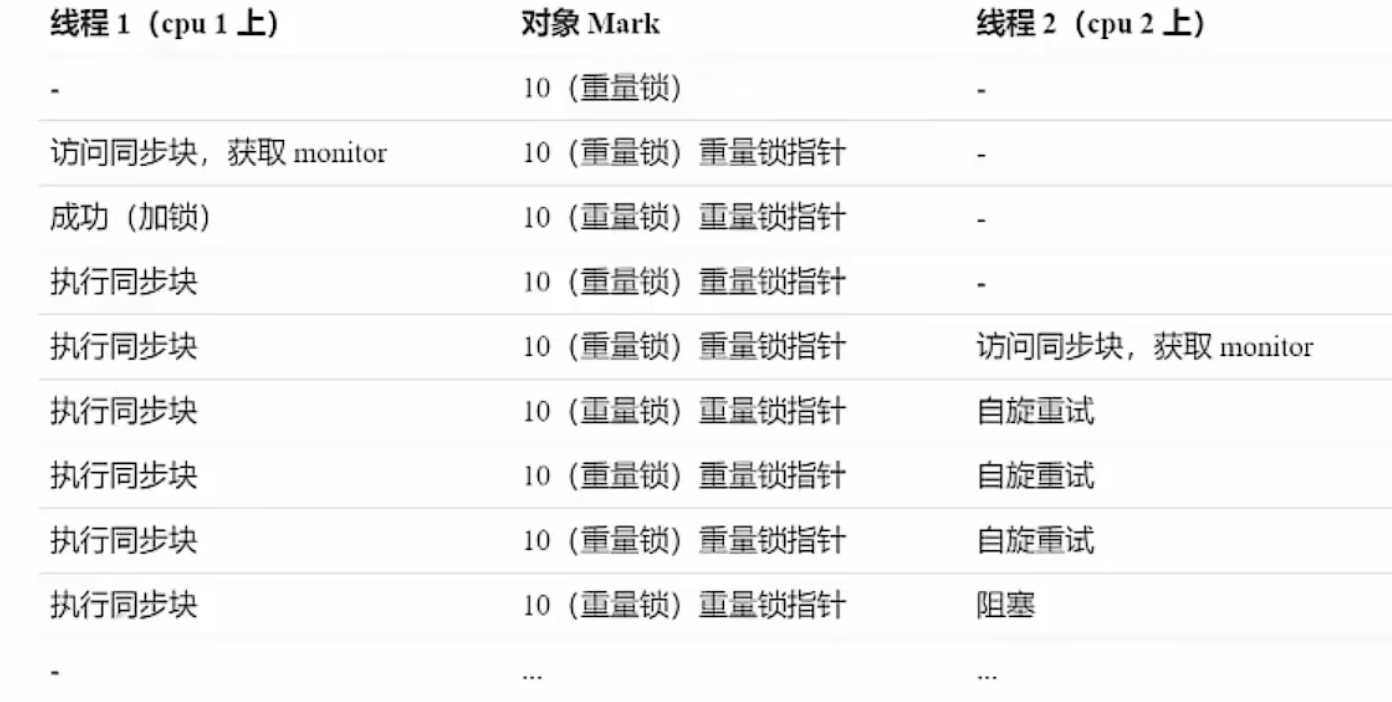 线程 1（cpu 1 上） 对象 Mark 线程 2（cpu 2 上）
- 10（重量锁） -
访问同步块，获取 monitor 10（重量锁）重量锁指针 -
成功（加锁） 10（重量锁）重量锁指针 -
执行同步块 10（重量锁）重量锁指针 -
执行同步块 10（重量锁）重量锁指针 访问同步块，获取 monitor
执行同步块 10（重量锁）重量锁指针 自旋重试
执行同步块 10（重量锁）重量锁指针 自旋重试
执行同步块 10（重量锁）重量锁指针 自旋重试
执行同步块 10（重量锁）重量锁指针 阻塞
- ... ...